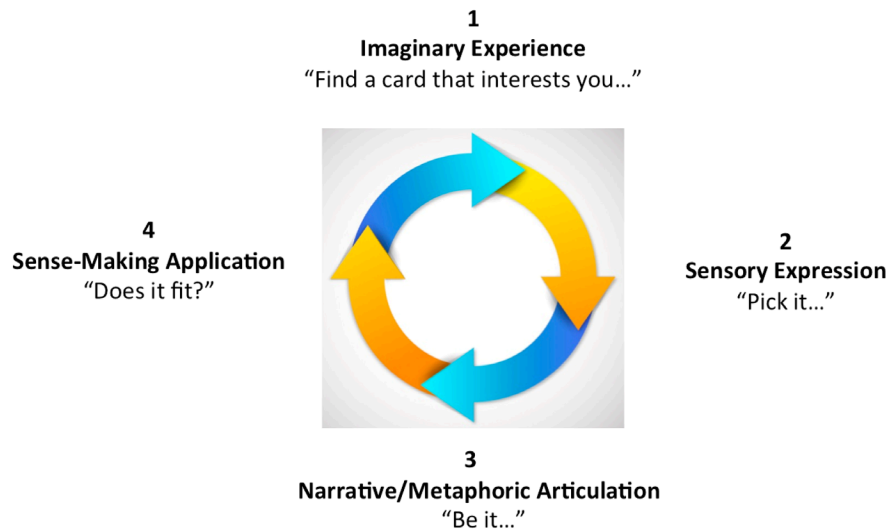 1
Imaginary Experience
“Find a card that interests you…”
2
Sensory Expression
“Pick it…”
3
Narrative/Metaphoric Articulation
“Be it…”
4
Sense-Making Application
“Does it fit?”